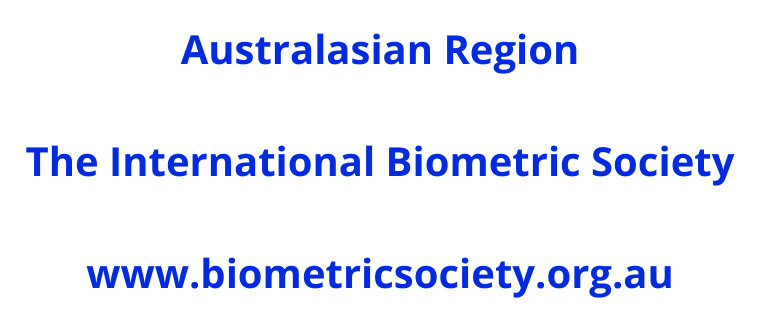 Australasian Region
The International Biometric Society
www.biometricsociety.org.au